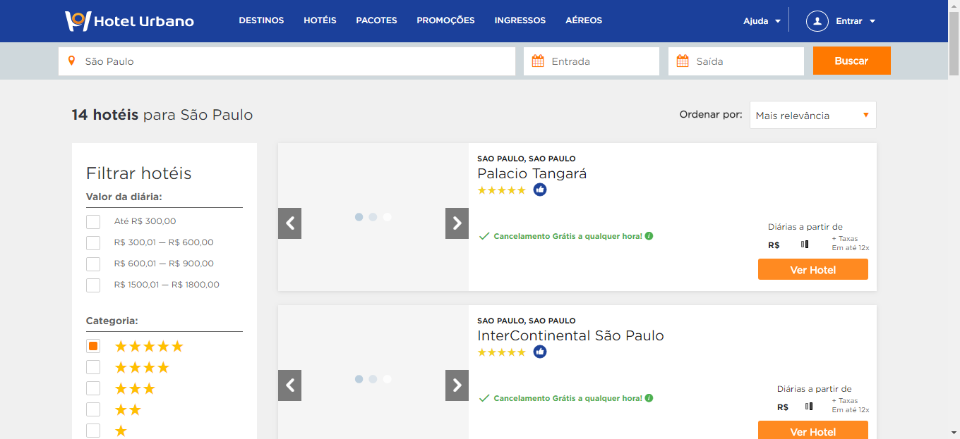 Hotel Urbano
DESTINOS HOTÉIS PACOTES PROMOÇÕES INGRESSOS AÉREOS
Ajuda Entrar
São Paulo Entrada Saída Buscar
14 hotéis para São Paulo
Ordenar por: Mais relevância
Filtrar hotéis
Valor da diária:
Até R$ 300,00
R$ 300,01 — R$ 600,00
R$ 600,01 — R$ 900,00
R$ 1500,01 — R$ 1800,00
Categoria:
SAO PAULO, SAO PAULO
Palacio Tangará
Cancelamento Grátis a qualquer hora!
Diárias a partir de
R$ + Taxas
Em até 12x
Ver Hotel
SAO PAULO, SAO PAULO
InterContinental São Paulo
Cancelamento Grátis a qualquer hora!
Diárias a partir de
R$ + Taxas
Em até 12x
Ver Hotel